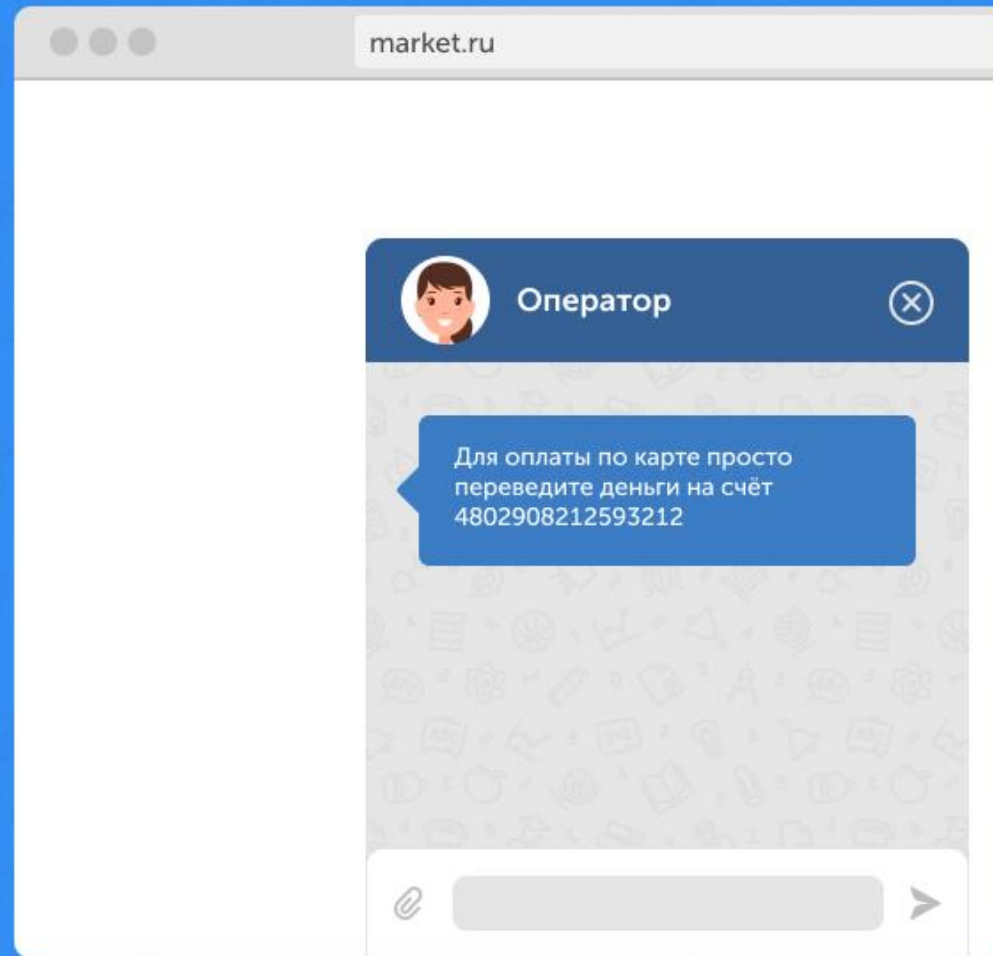 market.ru
Оператор
Для оплаты по карте просто
переведите деньги на счёт
4802908212593212